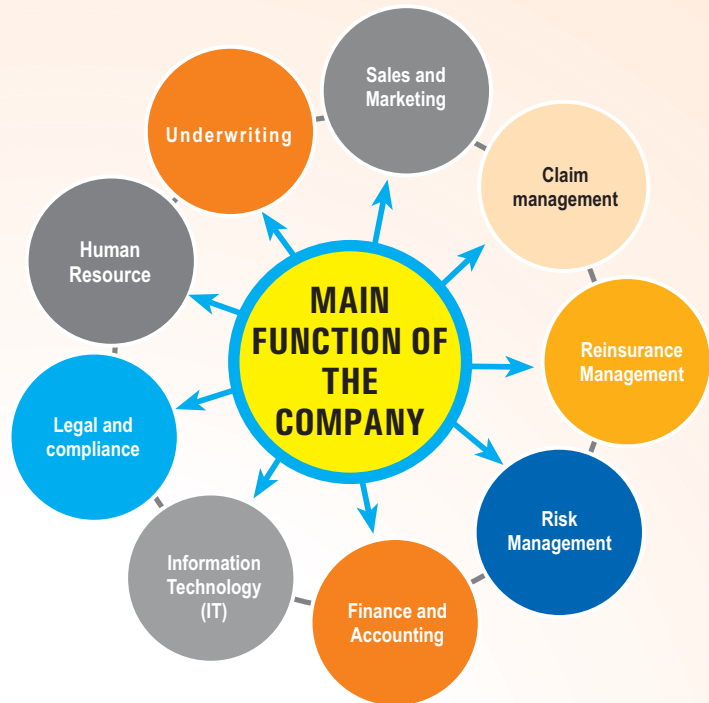 Sales and
Marketing
Underwriting
Claim
management
Human
Resource
MAIN
FUNCTION OF
THE
COMPANY
Reinsurance
Management
Legal and
compliance
Risk
Management
Information
Technology
(IT)
Finance and
Accounting